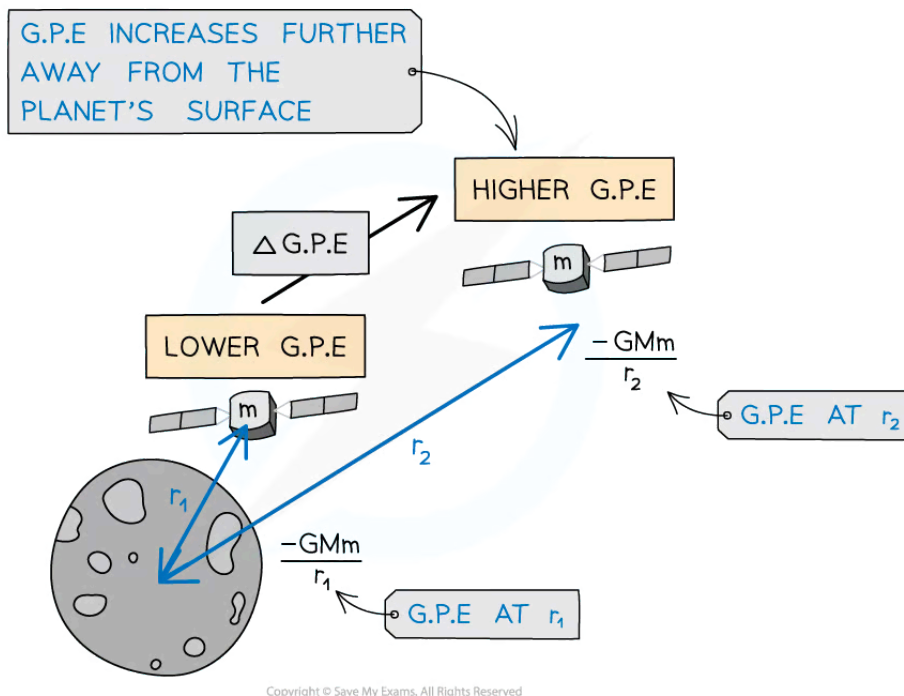 G.P.E INCREASES FURTHER
AWAY FROM THE
PLANET'S SURFACE
HIGHER G.P.E
△ G.P.E
m
LOWER G.P.E
-GMm
r₂
m
G.P.E AT r₂
r₂
r₁
-GMm
r₁
G.P.E AT r₁
Copyright © Save My Exams. All Rights Reserved